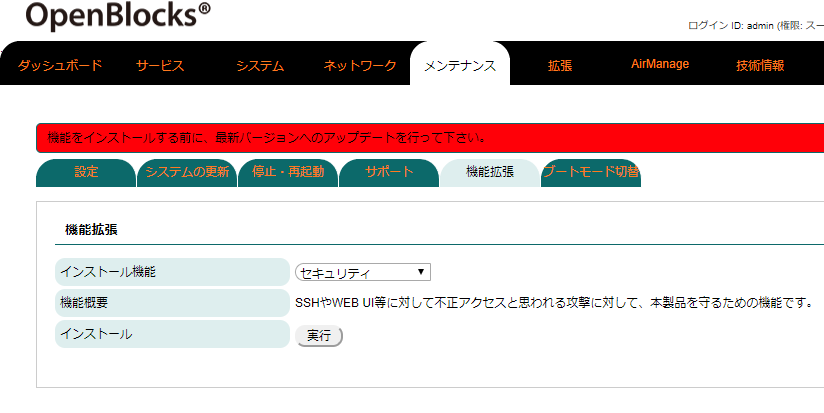 OpenBlocks®
ログイン ID: admin (権限: スー
ダッシュボード サービス システム ネットワーク メンテナンス 拡張 AirManage 技術情報
機能をインストールする前に、最新バージョンへのアップデートを行って下さい。
設定 システムの更新 停止・再起動 サポート 機能拡張 ブートモード切替
機能拡張
インストール機能 セキュリティ
機能概要 SSHやWEB UI等に対して不正アクセスと思われる攻撃に対して、本製品を守るための機能です。
インストール 実行